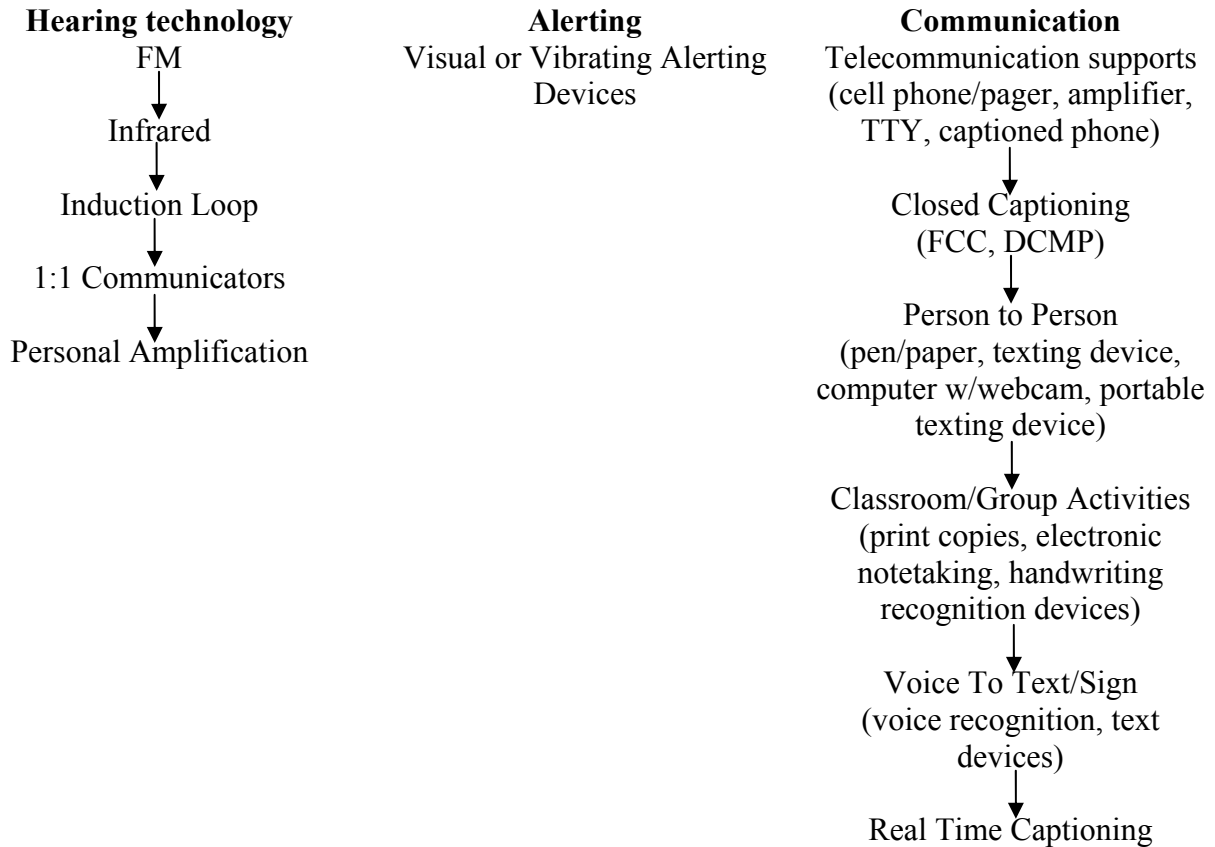 Hearing technology
FM
Infrared
Induction Loop
1:1 Communicators
Personal Amplification
Alerting
Visual or Vibrating Alerting
Devices
Communication
Telecommunication supports
(cell phone/pager, amplifier,
TTY, captioned phone)
Closed Captioning
(FCC, DCMP)
Person to Person
(pen/paper, texting device,
computer w/webcam, portable
texting device)
Classroom/Group Activities
(print copies, electronic
notetaking, handwriting
recognition devices)
Voice To Text/Sign
(voice recognition, text
devices)
Real Time Captioning